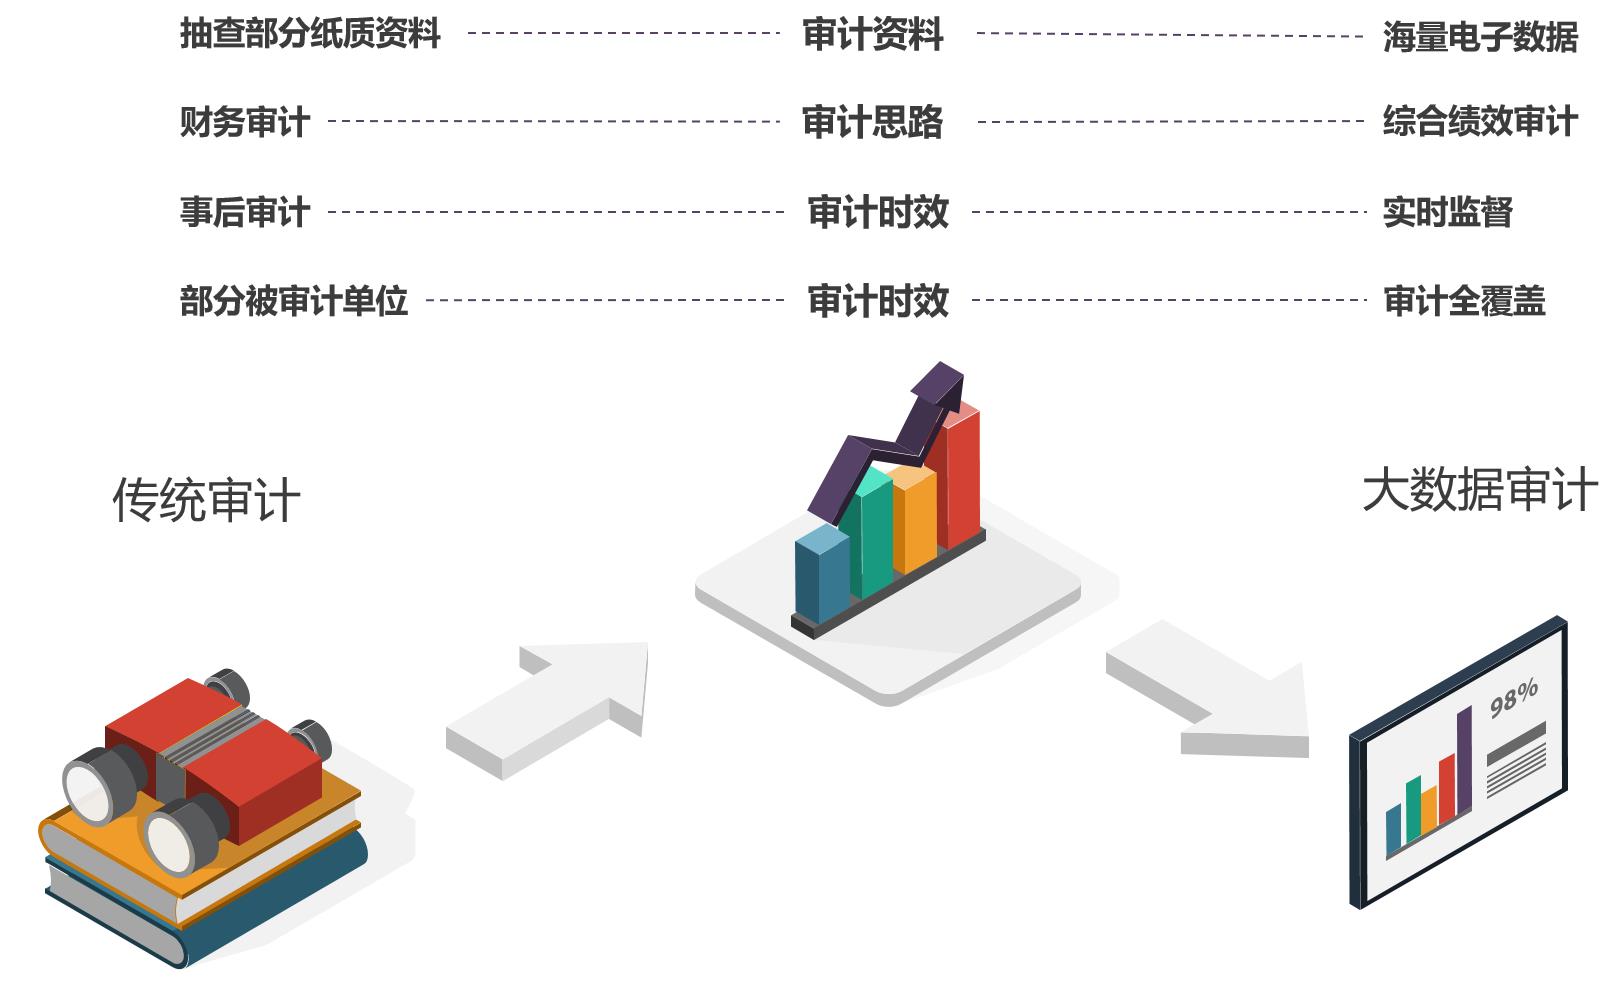 抽查部分纸质资料 审计资料 海量电子数据
财务审计 审计思路 综合绩效审计
事后审计 审计时效 实时监督
部分被审计单位 审计时效 审计全覆盖
传统审计 大数据审计
98%